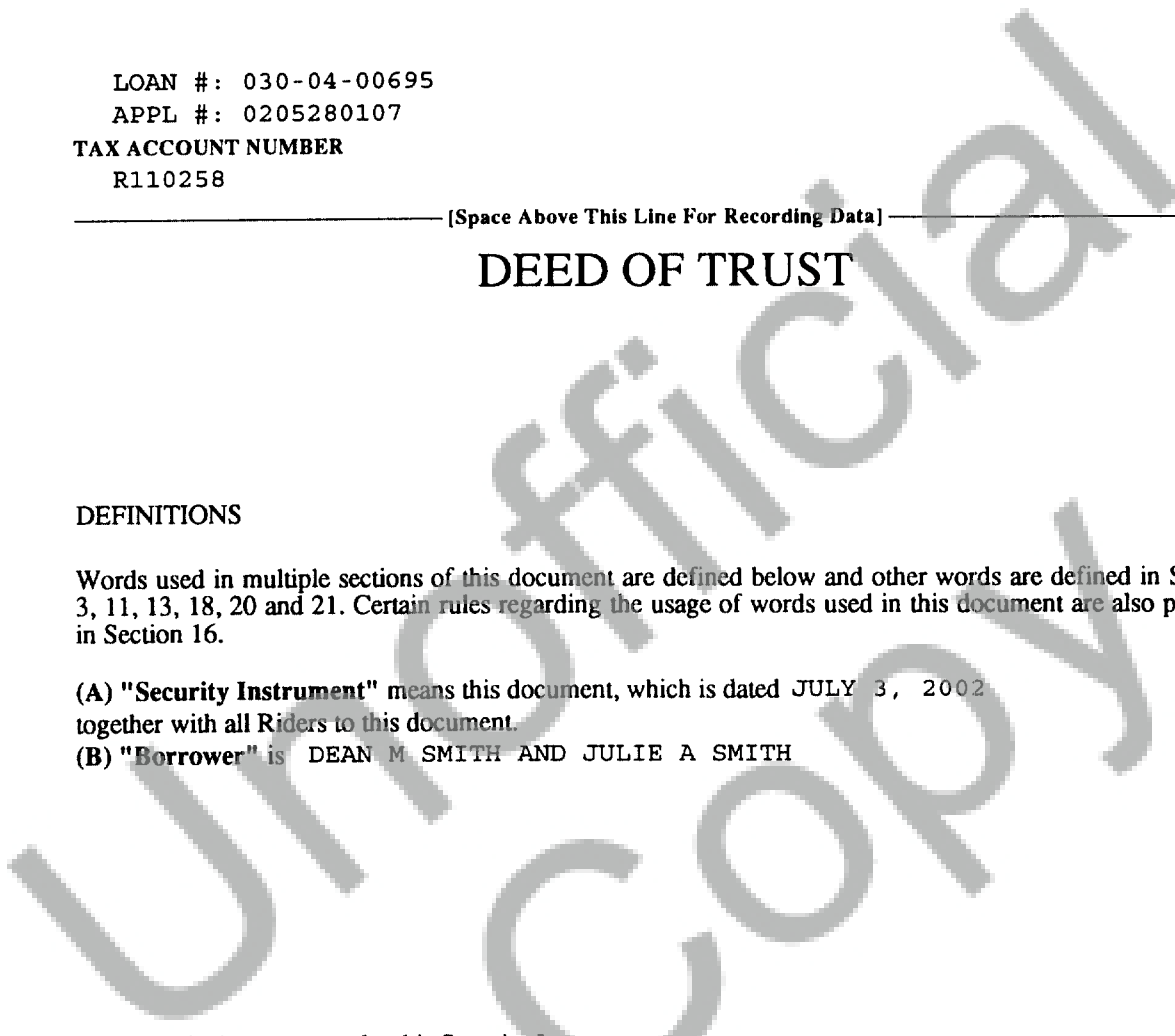 LOAN #: 030-04-00695
APPL #: 0205280107
TAX ACCOUNT NUMBER
R110258
[Space Above This Line For Recording Data]
DEED OF TRUST
DEFINITIONS
Words used in multiple sections of this document are defined below and other words are defined in S
3, 11, 13, 18, 20 and 21. Certain rules regarding the usage of words used in this document are also p
in Section 16.
(A) "Security Instrument" means this document, which is dated JULY 3, 2002
together with all Riders to this document.
(B) "Borrower" is DEAN M SMITH AND JULIE A SMITH
Unofficial
Copy